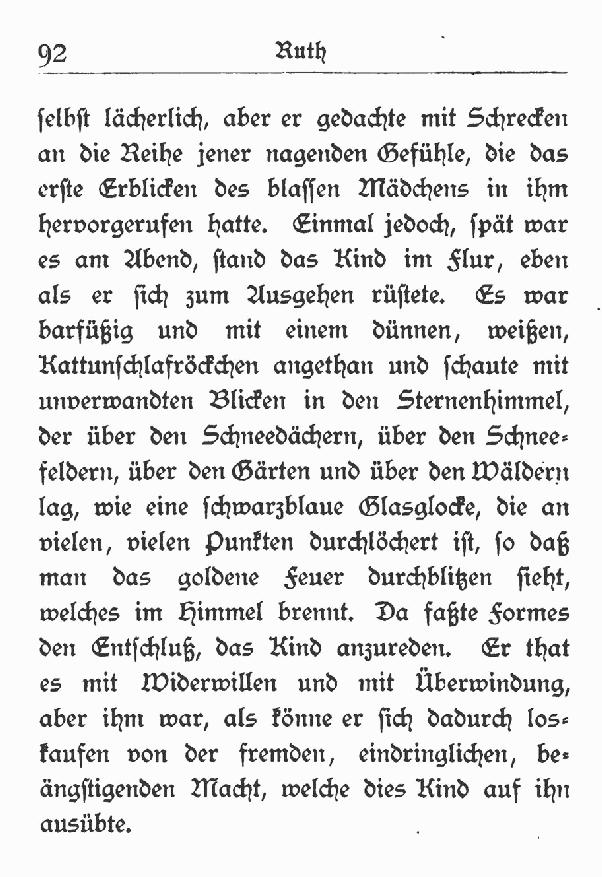 92 Ruth
ſelbſt lächerlich, aber er gedachte mit Schrecken
an die Reihe jener nagenden Gefühle, die das
erſte Erblicken des blaſſen Mädchens in ihm
hervorgerufen hatte. Einmal jedoch, ſpät war
es am Abend, ſtand das Kind im Flur, eben
als er ſich zum Ausgehen rüſtete. Es war
barfüßig und mit einem dünnen, weißen,
Kattunſchlafröckchen angethan und ſchaute mit
unverwandten Blicken in den Sternenhimmel,
der über den Schneedächern, über den Schnee⸗
feldern, über den Gärten und über den Wäldern
lag, wie eine ſchwarzblaue Glasglocke, die an
vielen, vielen Punkten durchlöchert iſt, ſo daß
man das goldene Feuer durchblitzen ſieht,
welches im Himmel brennt. Da faßte Formes
den Entſchluß, das Kind anzureden. Er that
es mit Widerwillen und mit Überwindung,
aber ihm war, als könne er ſich dadurch los⸗
kaufen von der fremden, eindringlichen, be⸗
ängſtigenden Macht, welche dies Kind auf ihn
ausübte.